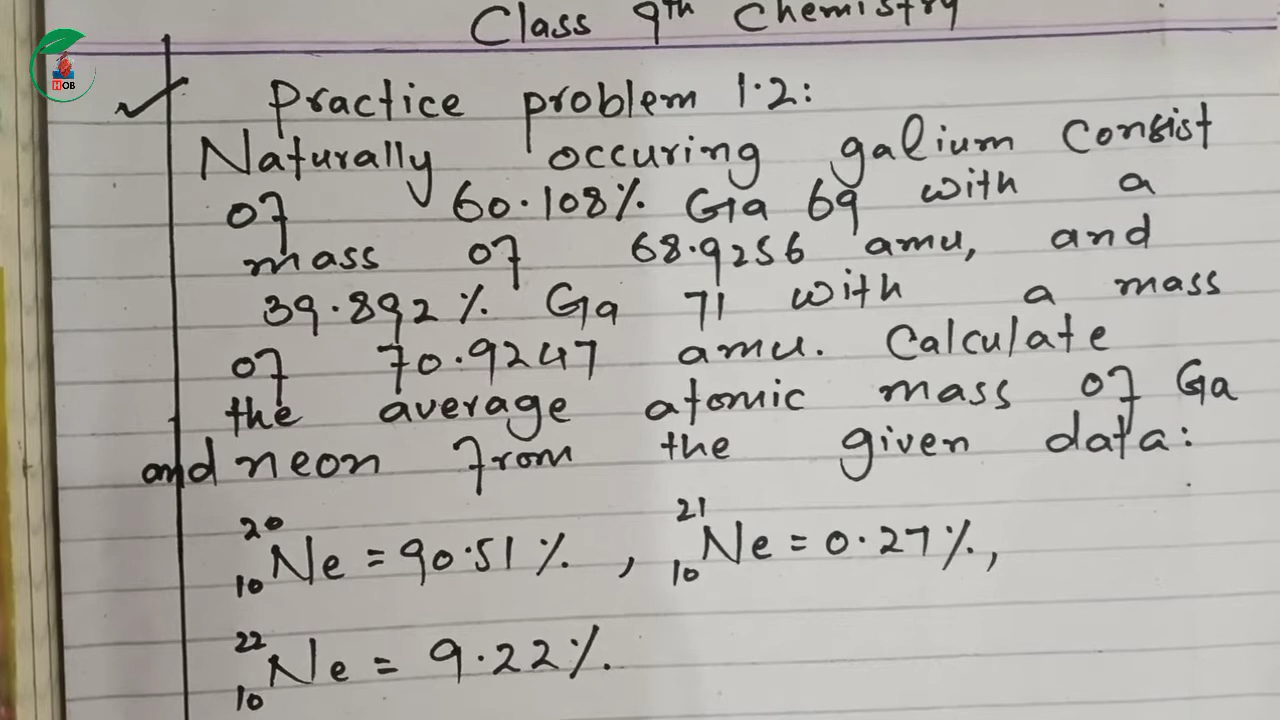 Class 9th Chemistry
HOB
Practice problem 1.2:
Naturally occuring galium consist
of 60.108% Ga 69 with a
mass of 68.9256 amu, and
39.892% Ga 71 with a mass
of 70.9247 amu. Calculate
the average atomic mass of Ga
and neon from the given data:
²⁰₁₀Ne = 90.51%, ²¹₁₀Ne = 0.27%,
²²₁₀Ne = 9.22%.